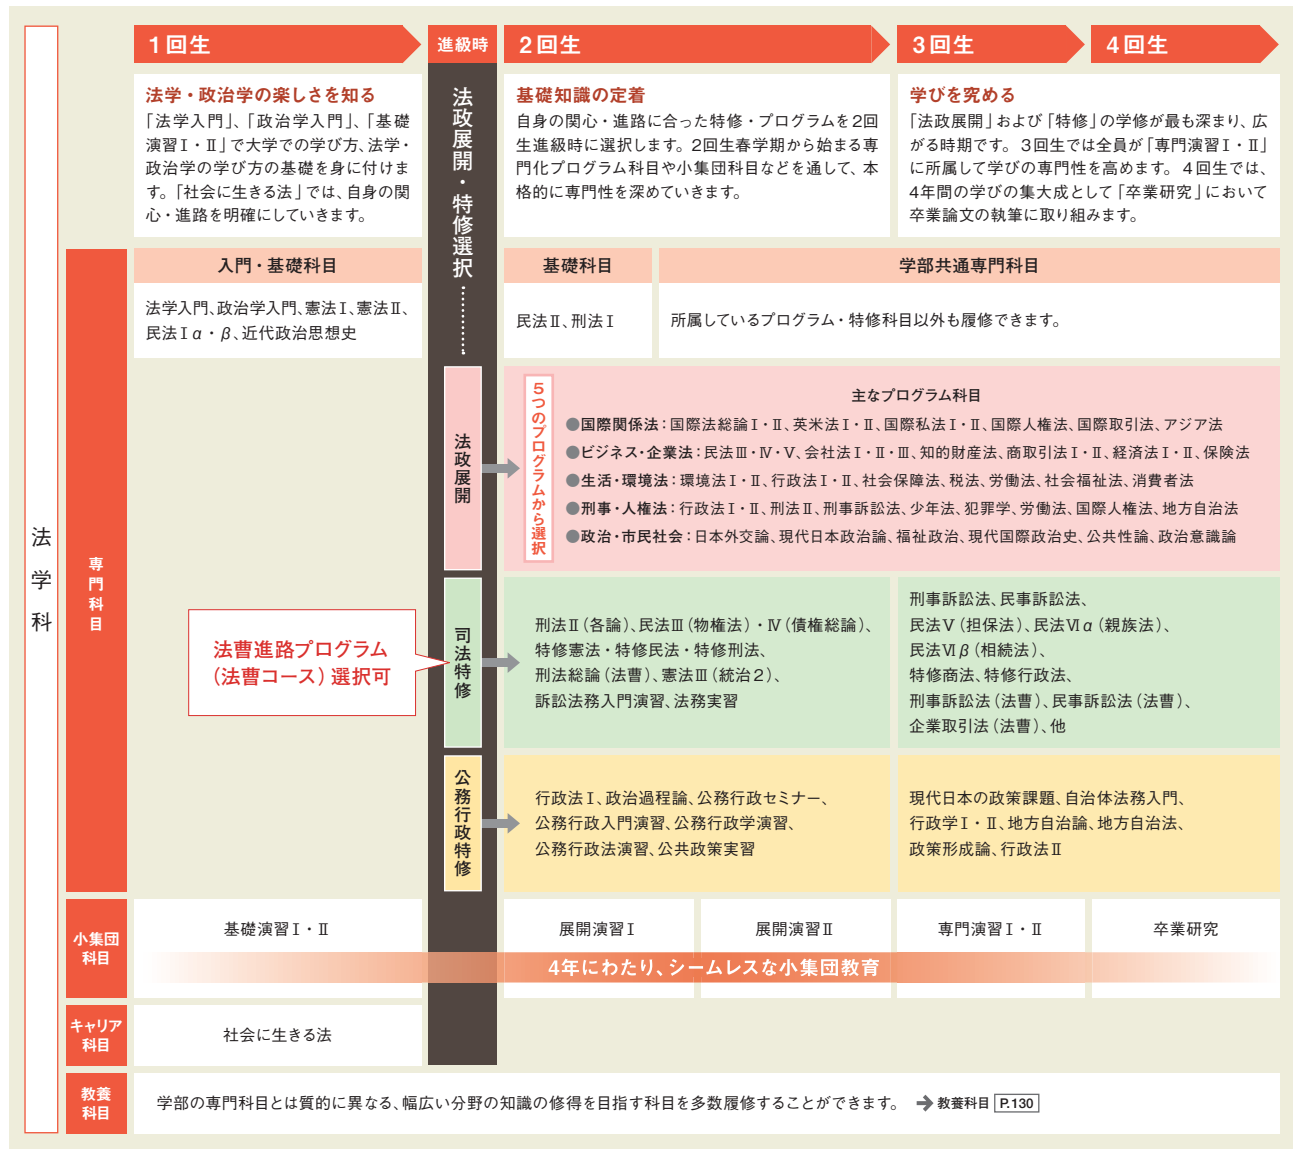 法学科
1回生
進級時
2回生
3回生
4回生
法学・政治学の楽しさを知る
「法学入門」、「政治学入門」、「基礎
演習Ⅰ・Ⅱ」で大学での学び方、法学・
政治学の学び方の基礎を身に付けま
す。「社会に生きる法」では、自身の関
心・進路を明確にしていきます。
法政展開・特修選択…………
基礎知識の定着
自身の関心・進路に合った特修・プログラムを2回
生進級時に選択します。2回生春学期から始まる専
門化プログラム科目や小集団科目などを通して、本
格的に専門性を深めていきます。
学びを究める
「法政展開」および「特修」の学修が最も深まり、広
がる時期です。3回生では全員が「専門演習Ⅰ・Ⅱ」
に所属して学びの専門性を高めます。4回生では、
4年間の学びの集大成として「卒業研究」において
卒業論文の執筆に取り組みます。
専門科目
入門・基礎科目
法学入門、政治学入門、憲法Ⅰ、憲法Ⅱ、
民法Ⅰα・β、近代政治思想史
基礎科目
民法Ⅱ、刑法Ⅰ
学部共通専門科目
所属しているプログラム・特修科目以外も履修できます。
法政展開
5つのプログラムから選択
主なプログラム科目
●国際関係法：国際法総論Ⅰ・Ⅱ、英米法Ⅰ・Ⅱ、国際私法Ⅰ・Ⅱ、国際人権法、国際取引法、アジア法
●ビジネス・企業法：民法Ⅲ・Ⅳ・Ⅴ、会社法Ⅰ・Ⅱ・Ⅲ、知的財産法、商取引法Ⅰ・Ⅱ、経済法Ⅰ・Ⅱ、保険法
●生活・環境法：環境法Ⅰ・Ⅱ、行政法Ⅰ・Ⅱ、社会保障法、税法、労働法、社会福祉法、消費者法
●刑事・人権法：行政法Ⅰ・Ⅱ、刑法Ⅱ、刑事訴訟法、少年法、犯罪学、労働法、国際人権法、地方自治法
●政治・市民社会：日本外交論、現代日本政治論、福祉政治、現代国際政治史、公共性論、政治意識論
法曹進路プログラム
（法曹コース）選択可
司法特修
刑法Ⅱ（各論）、民法Ⅲ（物権法）・Ⅳ（債権総論）、
特修憲法・特修民法・特修刑法、
刑法総論（法曹）、憲法Ⅲ（統治2）、
訴訟法務入門演習、法務実習
刑事訴訟法、民事訴訟法、
民法Ⅴ（担保法）、民法Ⅵα（親族法）、
民法Ⅵβ（相続法）、
特修商法、特修行政法、
刑事訴訟法（法曹）、民事訴訟法（法曹）、
企業取引法（法曹）、他
公務行政特修
行政法Ⅰ、政治過程論、公務行政セミナー、
公務行政入門演習、公務行政学演習、
公務行政法演習、公共政策実習
現代日本の政策課題、自治体法務入門、
行政学Ⅰ・Ⅱ、地方自治論、地方自治法、
政策形成論、行政法Ⅱ
小集団
科目
基礎演習Ⅰ・Ⅱ
展開演習Ⅰ
展開演習Ⅱ
専門演習Ⅰ・Ⅱ
卒業研究
4年にわたり、シームレスな小集団教育
キャリア
科目
社会に生きる法
教養
科目
学部の専門科目とは質的に異なる、幅広い分野の知識の修得を目指す科目を多数履修することができます。 ➔教養科目 P.130